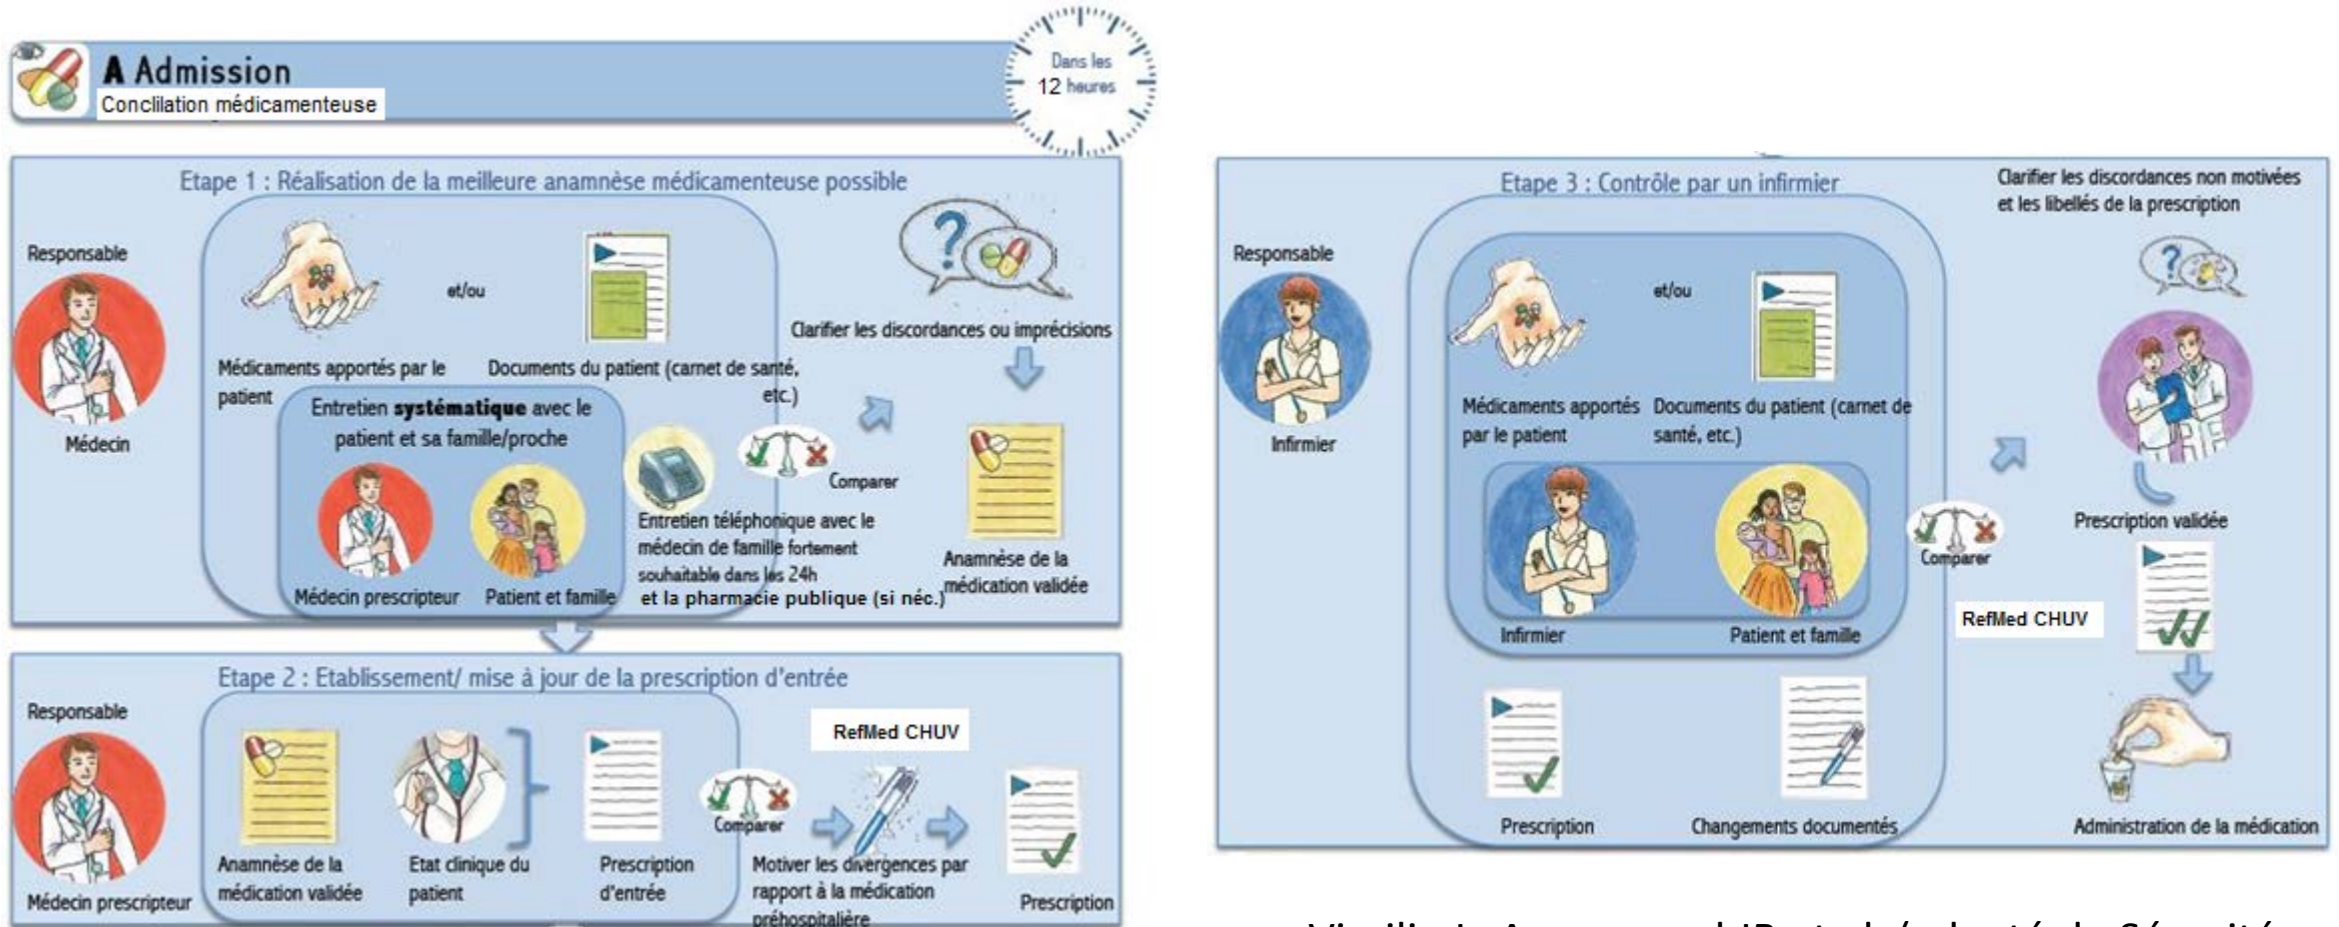 A Admission
Conclilation médicamenteuse
Dans les
12 heures
Etape 1 : Réalisation de la meilleure anamnèse médicamenteuse possible
Responsable
Médecin
et/ou
Médicaments apportés par le
patient
Documents du patient (carnet de santé,
etc.)
Entretien systématique avec le
patient et sa famille/proche
Médecin prescripteur
Patient et famille
Entretien téléphonique avec le
médecin de famille fortement
souhaitable dans les 24h
et la pharmacie publique (si néc.)
Comparer
Clarifier les discordances ou imprécisions
Anamnèse de la
médication validée
Etape 2 : Etablissement/ mise à jour de la prescription d'entrée
Responsable
Médecin prescripteur
Anamnèse de la
médication validée
Etat clinique du
patient
Prescription
d'entrée
Comparer
RefMed CHUV
Motiver les divergences par
rapport à la médication
préhospitalière
Prescription
Etape 3 : Contrôle par un infirmier
Responsable
Infirmier
et/ou
Médicaments apportés
par le patient
Documents du patient (carnet de
santé, etc.)
Infirmier
Patient et famille
Prescription
Changements documentés
Comparer
RefMed CHUV
Clarifier les discordances non motivées
et les libellés de la prescription
Prescription validée
Administration de la médication